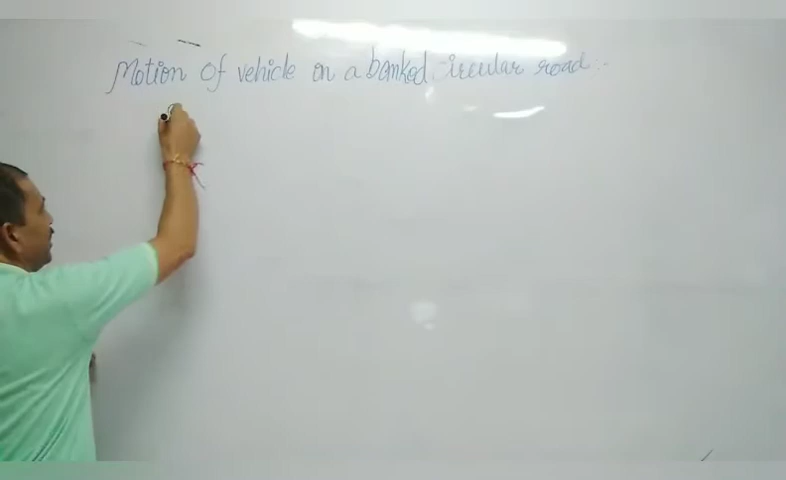 Motion of vehicle on a banked circular road :-